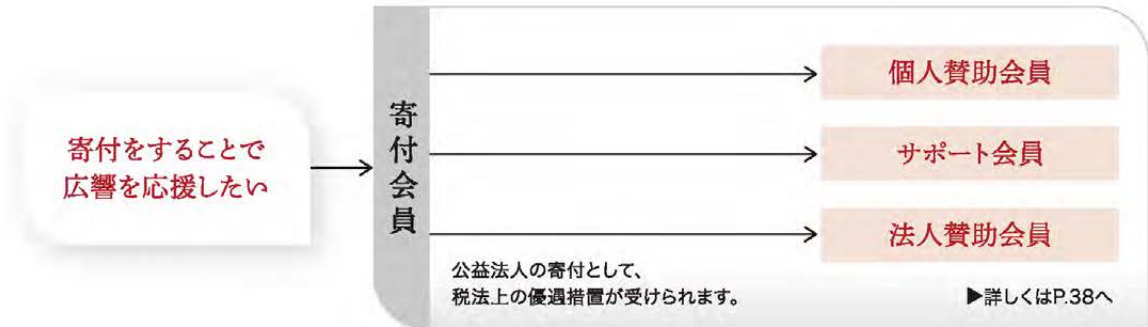 寄付をすることで
広響を応援したい
寄付会員
個人賛助会員
サポート会員
法人賛助会員
公益法人の寄付として、
税法上の優遇措置が受けられます。
▶詳しくはP.38へ